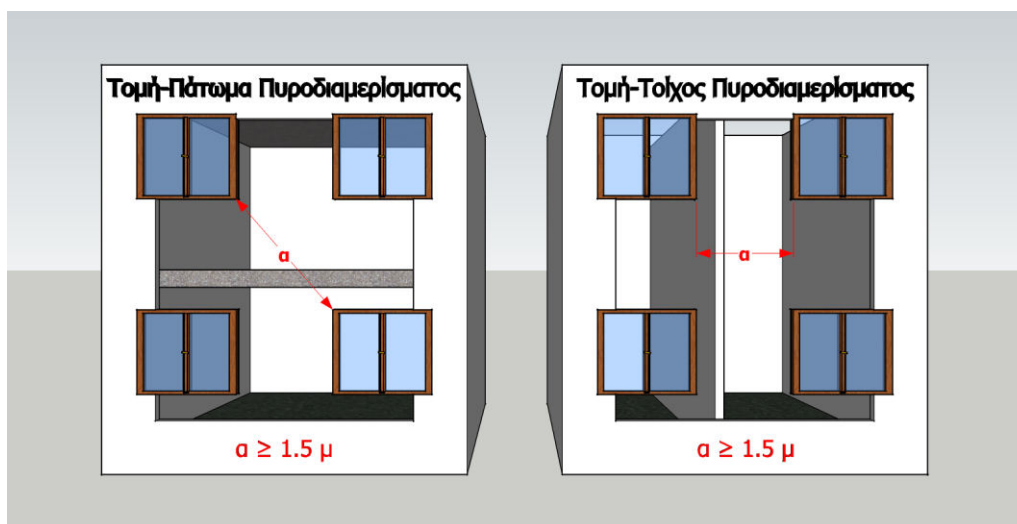 Τομή-Πάτωμα Πυροδιαμερίσματος
α
α ≥ 1.5 μ
Τομή-Τοίχος Πυροδιαμερίσματος
α
α ≥ 1.5 μ